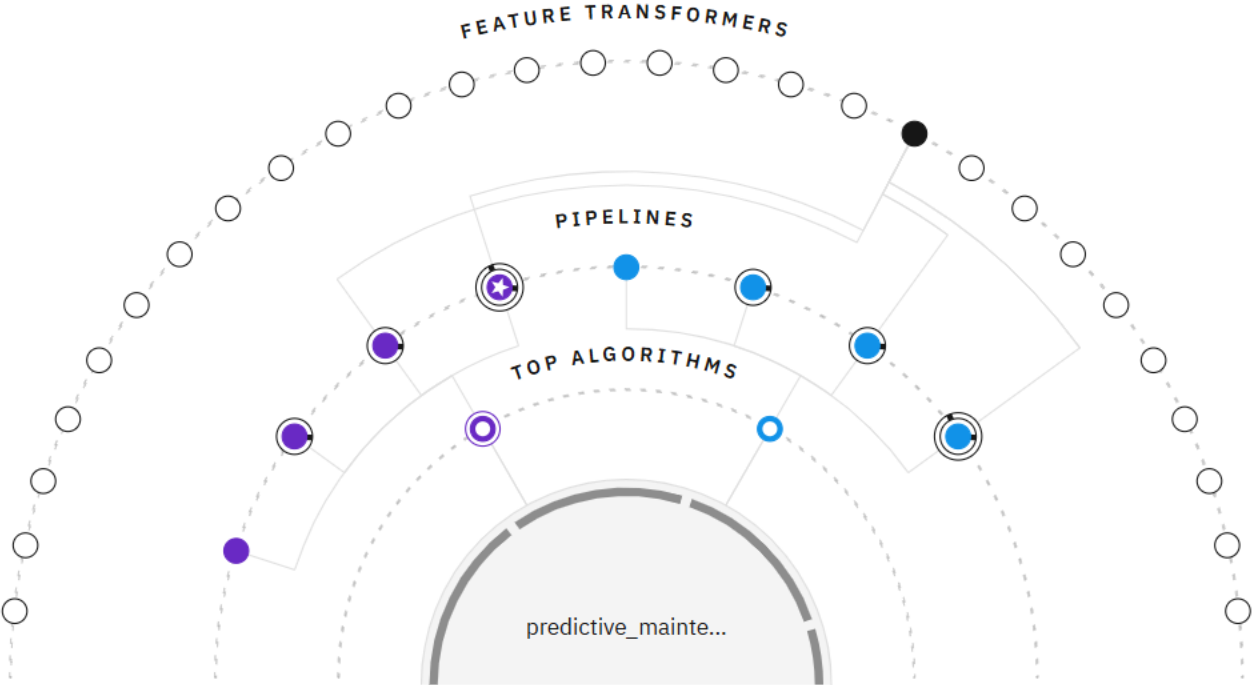 FEATURE TRANSFORMERS
PIPELINES
TOP ALGORITHMS
predictive_mainte...